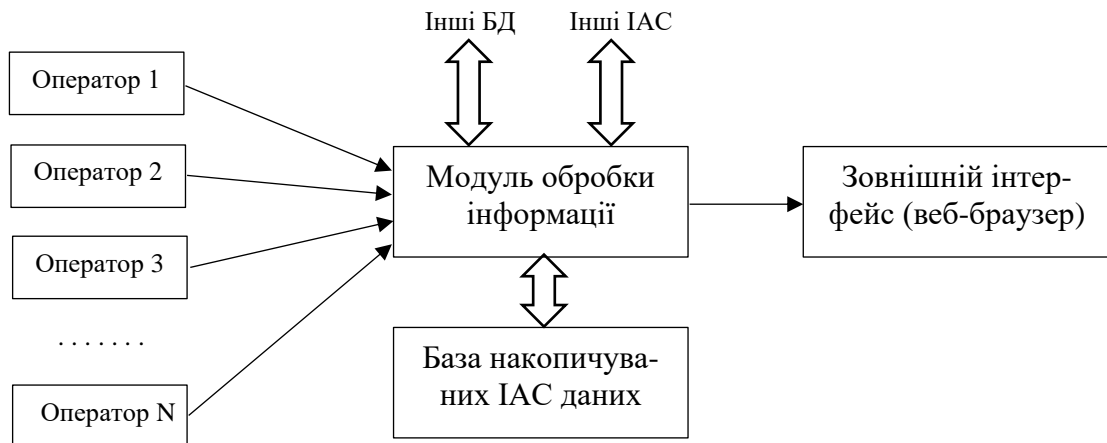 Інші БД
Інші ІАС
Оператор 1
Оператор 2
Оператор 3
. . . . . . .
Оператор N
Модуль обробки
інформації
Зовнішній інтер-
фейс (веб-браузер)
База накопичува-
них ІАС даних